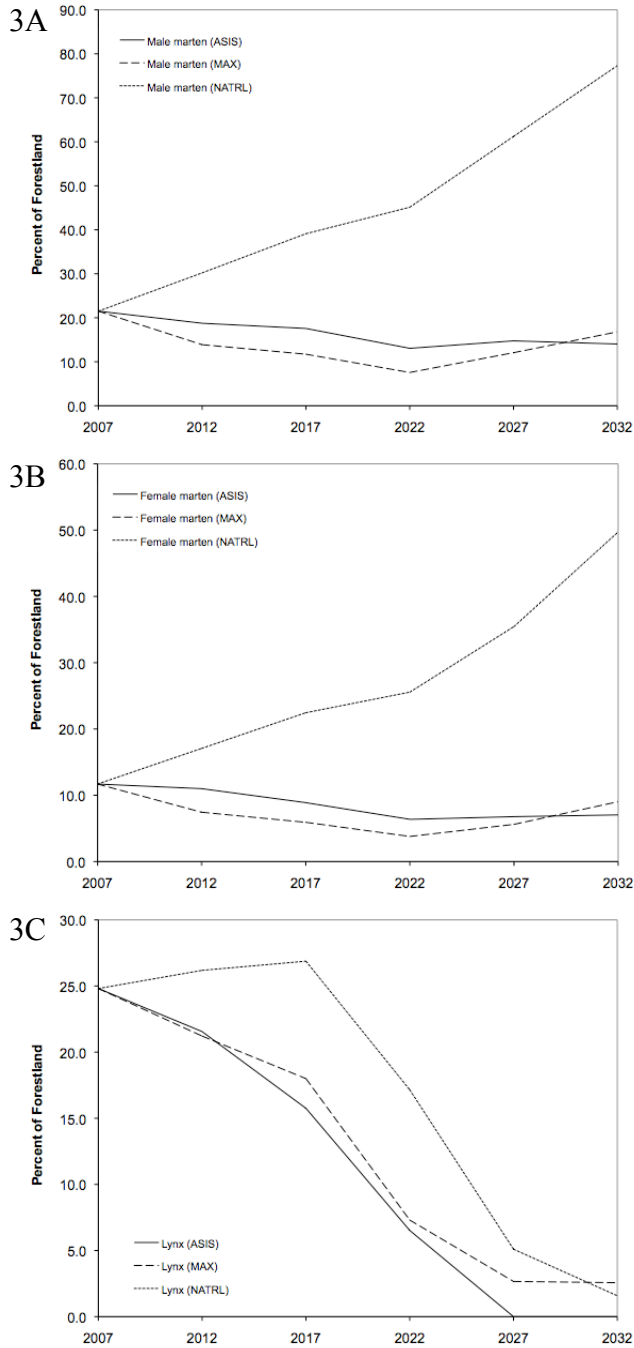 3A
90.0
80.0
70.0
60.0
50.0
40.0
30.0
20.0
10.0
0.0
Percent of Forestland
Male marten (ASIS)
Male marten (MAX)
Male marten (NATRL)
2007 2012 2017 2022 2027 2032
3B
60.0
50.0
40.0
30.0
20.0
10.0
0.0
Percent of Forestland
Female marten (ASIS)
Female marten (MAX)
Female marten (NATRL)
2007 2012 2017 2022 2027 2032
3C
30.0
25.0
20.0
15.0
10.0
5.0
0.0
Percent of Forestland
Lynx (ASIS)
Lynx (MAX)
Lynx (NATRL)
2007 2012 2017 2022 2027 2032